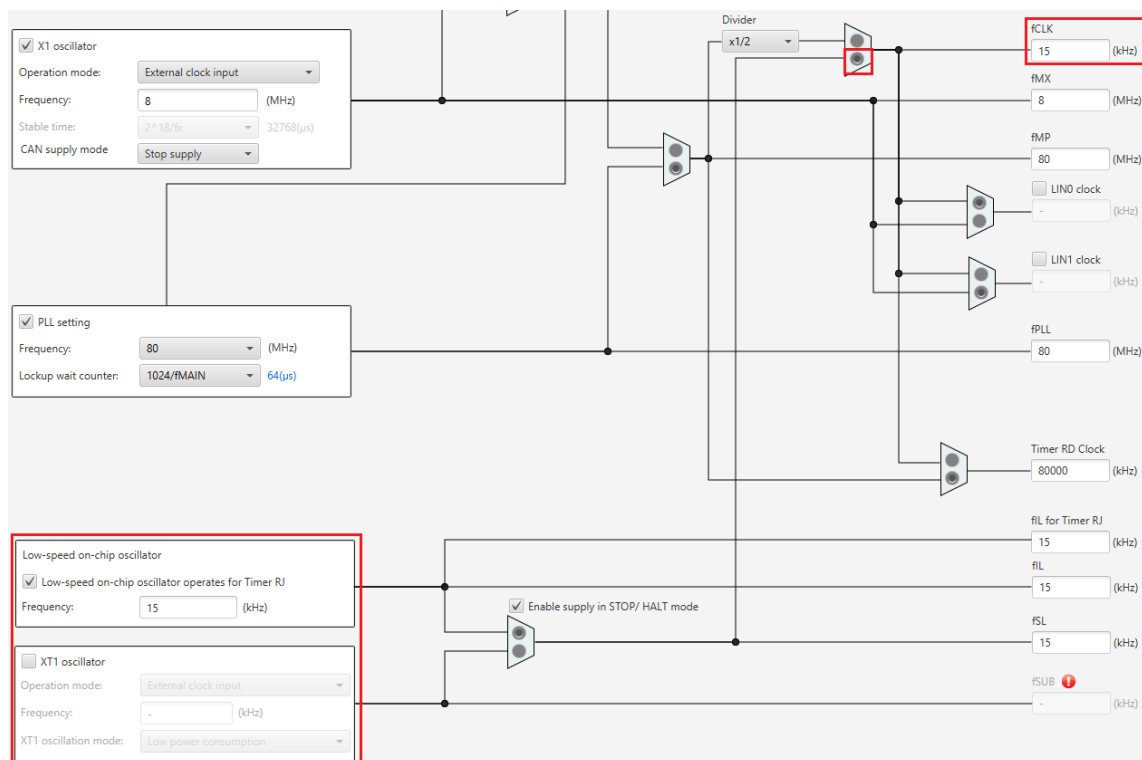 X1 oscillator
Operation mode: External clock input
Frequency: 8 (MHz)
Stable time: 2^18/fx 32768(μs)
CAN supply mode Stop supply
PLL setting
Frequency: 80 (MHz)
Lockup wait counter: 1024/fMAIN 64(μs)
Low-speed on-chip oscillator
Low-speed on-chip oscillator operates for Timer RJ
Frequency: 15 (kHz)
XT1 oscillator
Operation mode: External clock input
Frequency: - (kHz)
XT1 oscillation mode: Low power consumption
Enable supply in STOP/ HALT mode
Divider
x1/2
fCLK
15 (kHz)
fMX
8 (MHz)
fMP
80 (MHz)
LIN0 clock
- (kHz)
LIN1 clock
- (kHz)
fPLL
80 (MHz)
Timer RD Clock
80000 (kHz)
fIL for Timer RJ
15 (kHz)
fIL
15 (kHz)
fSL
15 (kHz)
fSUB
- (kHz)